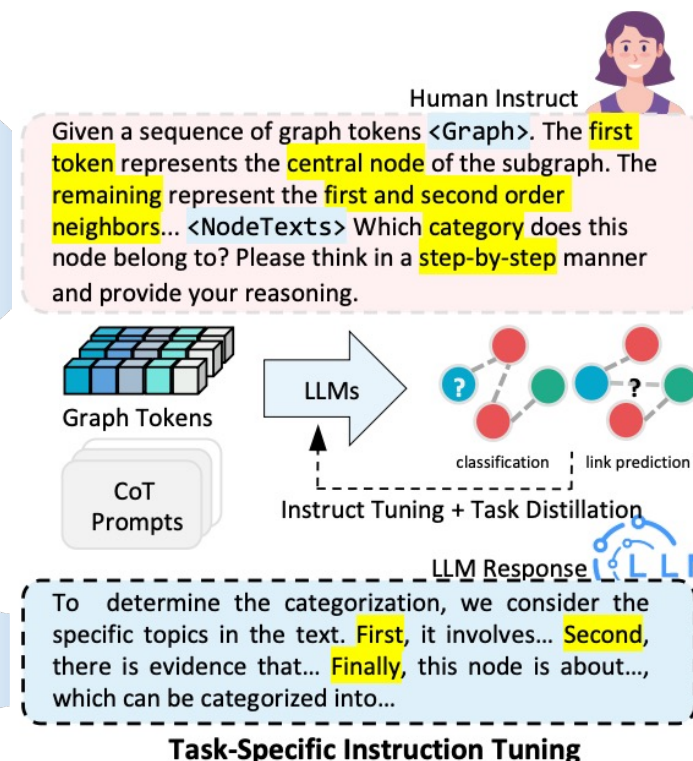 Human Instruct
Given a sequence of graph tokens <Graph>. The first
token represents the central node of the subgraph. The
remaining represent the first and second order
neighbors... <NodeTexts> Which category does this
node belong to? Please think in a step-by-step manner
and provide your reasoning.
Graph Tokens
LLMs
?
?
classification
link prediction
CoT
Prompts
Instruct Tuning + Task Distillation
LLM Response
LL
To determine the categorization, we consider the
specific topics in the text. First, it involves... Second,
there is evidence that... Finally, this node is about...,
which can be categorized into...
Task-Specific Instruction Tuning